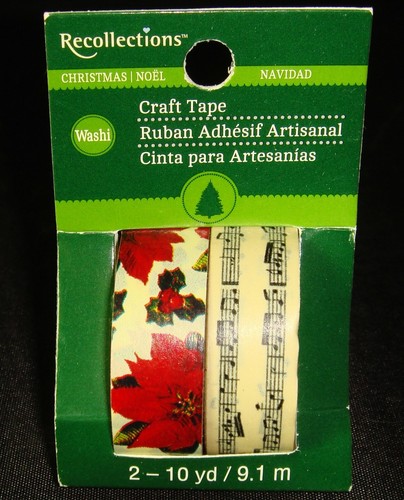 Recollections™
CHRISTMAS | NOËL NAVIDAD
Craft Tape
Washi Ruban Adhésif Artisanal
Cinta para Artesanías
2 – 10 yd / 9.1 m